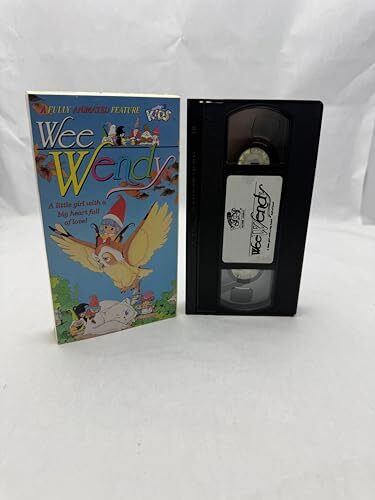 A FULLY ANIMATED FEATURE
KIDS
Wee
Wendy
A little girl with a
big heart full
of love!
Wee Wendy